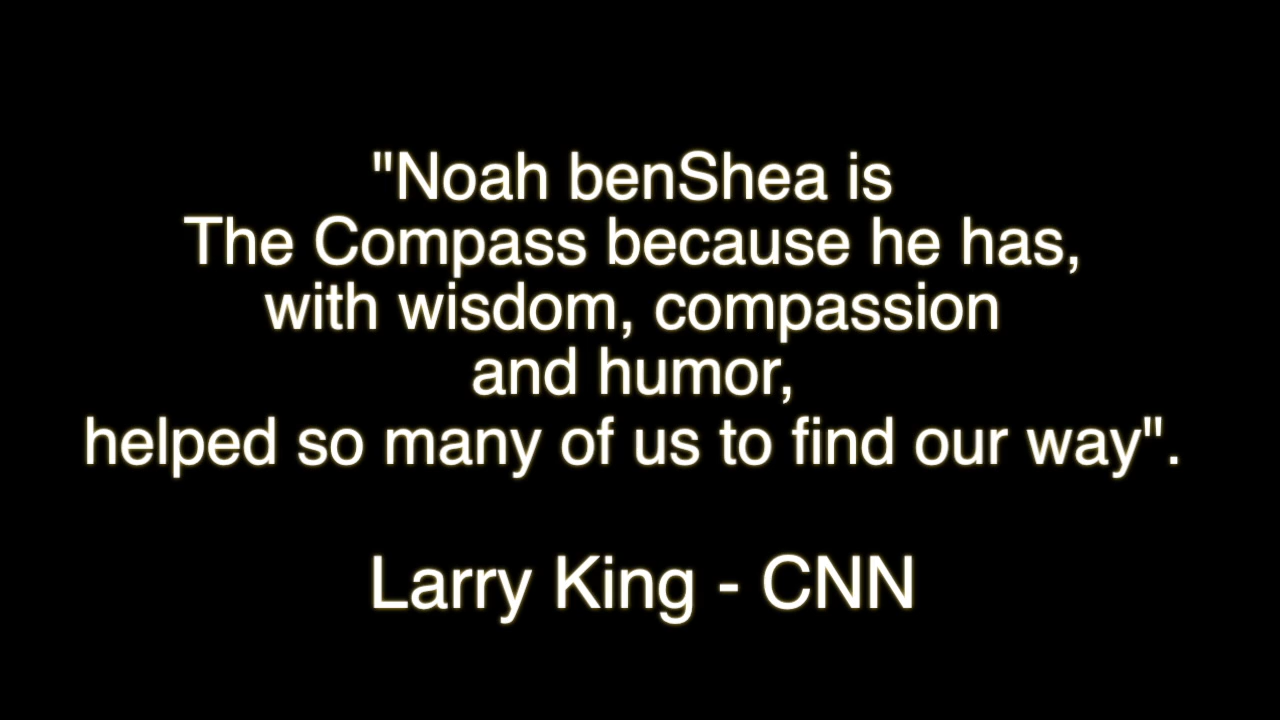 "Noah benShea is
The Compass because he has,
with wisdom, compassion
and humor,
helped so many of us to find our way".
Larry King - CNN